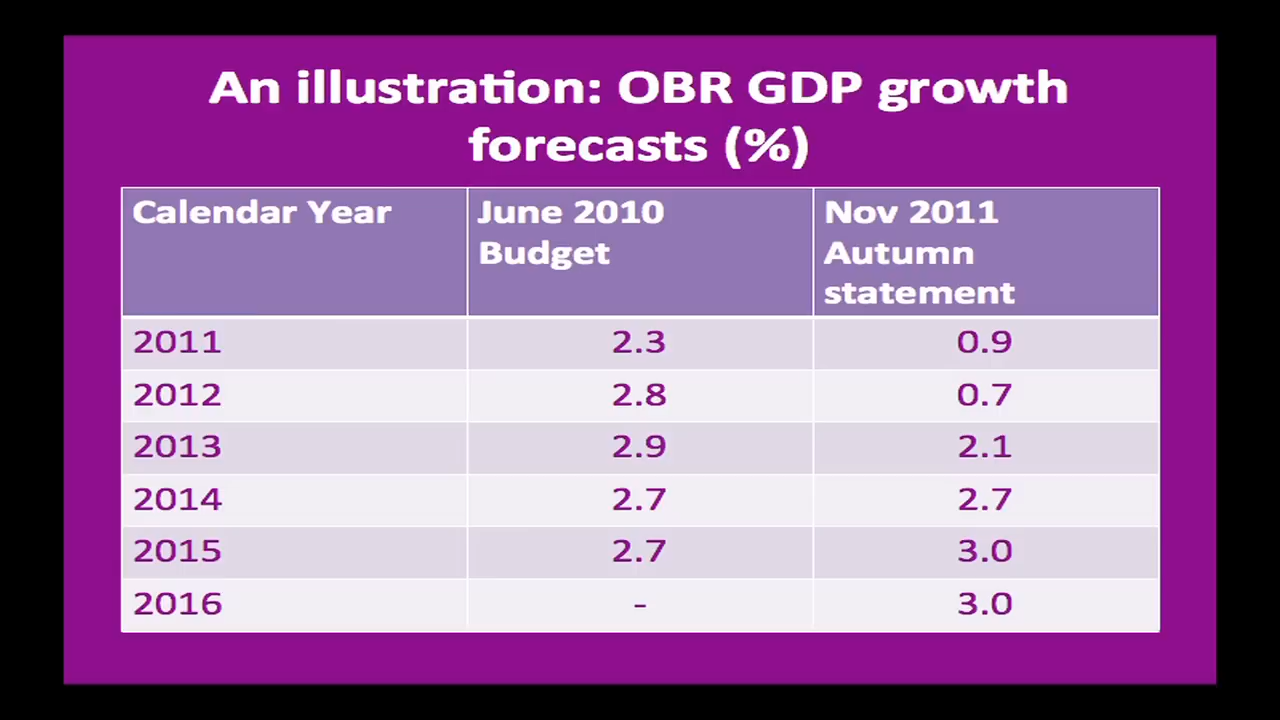 An illustration: OBR GDP growth
forecasts (%)
Calendar Year June 2010 Budget Nov 2011 Autumn statement
2011 2.3 0.9
2012 2.8 0.7
2013 2.9 2.1
2014 2.7 2.7
2015 2.7 3.0
2016 - 3.0